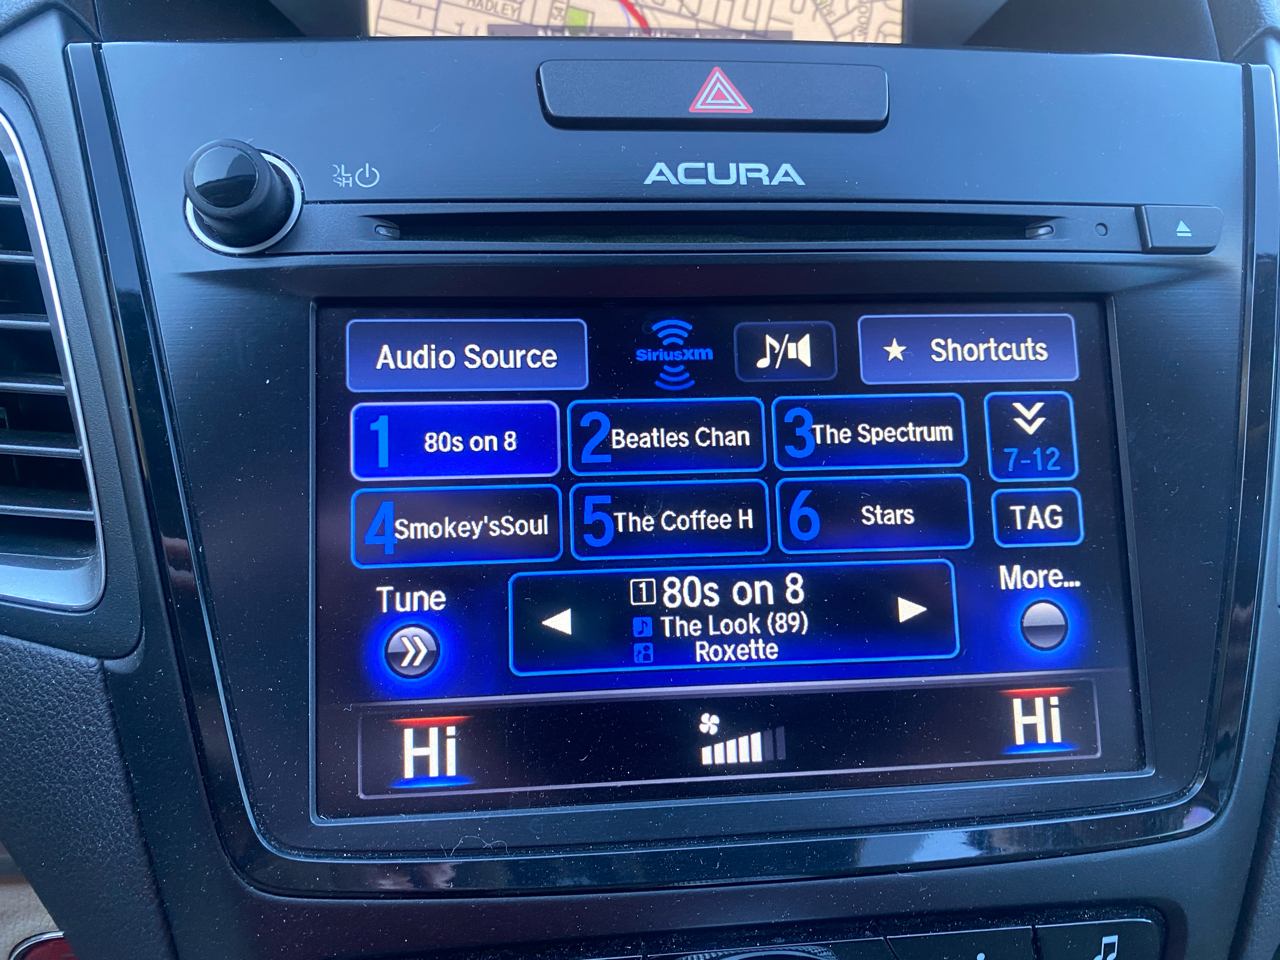 HADLEY
ACURA
Audio Source
SiriusXM
★ Shortcuts
1 80s on 8
2 Beatles Chan
3 The Spectrum
7-12
4 Smokey'sSoul
5 The Coffee H
6 Stars
TAG
Tune
1 80s on 8
The Look (89)
Roxette
More...
Hi
Hi